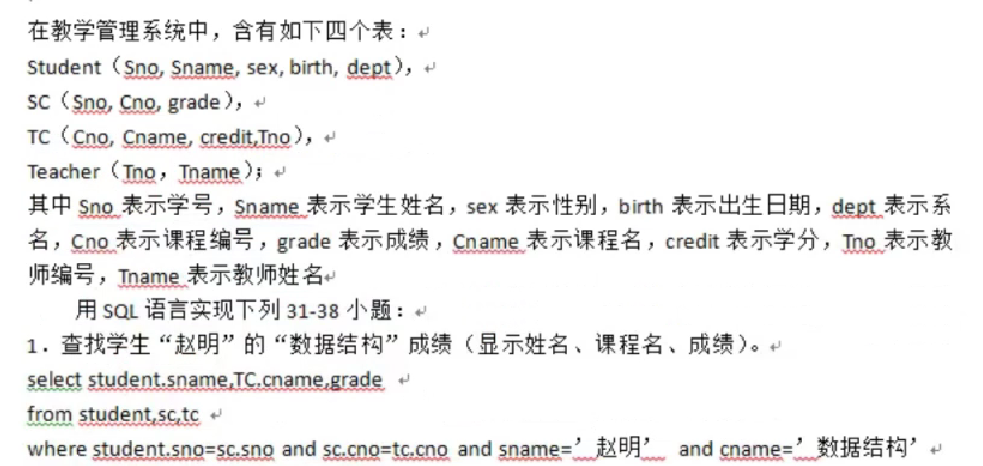 在教学管理系统中，含有如下四个表：
Student（Sno, Sname, sex, birth, dept），
SC（Sno, Cno, grade），
TC（Cno, Cname, credit,Tno），
Teacher（Tno，Tname）；
其中 Sno 表示学号，Sname 表示学生姓名，sex 表示性别，birth 表示出生日期，dept 表示系
名，Cno 表示课程编号，grade 表示成绩，Cname 表示课程名，credit 表示学分，Tno 表示教
师编号，Tname 表示教师姓名
用 SQL 语言实现下列 31-38 小题：
1．查找学生“赵明”的“数据结构”成绩（显示姓名、课程名、成绩）。
select student.sname,TC.cname,grade
from student,sc,tc
where student.sno=sc.sno and sc.cno=tc.cno and sname=’赵明’ and cname=’数据结构’